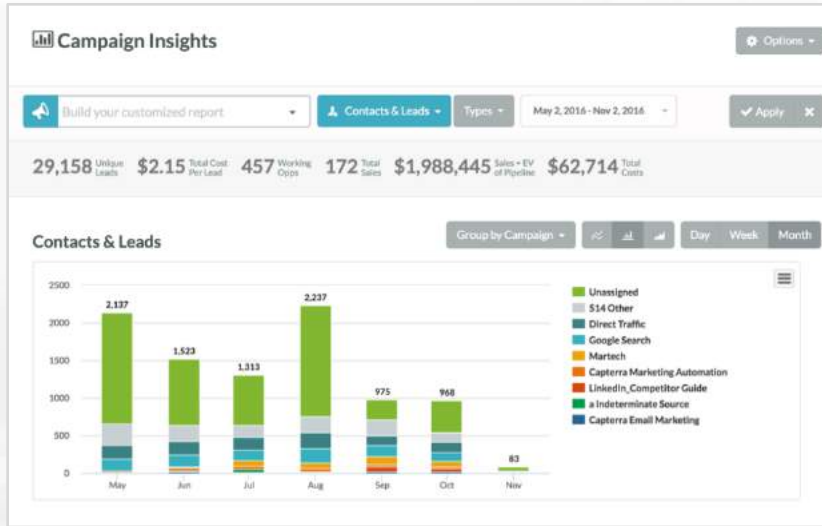 Campaign Insights
Options
Build your customized report
Contacts & Leads
Types
May 2, 2016 - Nov 2, 2016
Apply
29,158 Unique Leads
$2.15 Total Cost Per Lead
457 Working Opps
172 Total Sales
$1,988,445 Sales + EV of Pipeline
$62,714 Total Costs
Contacts & Leads
Group by Campaign
Day
Week
Month
2500
2000
1500
1000
500
0
2,137
1,523
1,313
2,237
975
968
83
May
Jun
Jul
Aug
Sep
Oct
Nov
Unassigned
514 Other
Direct Traffic
Google Search
Martech
Capterra Marketing Automation
LinkedIn_Competitor Guide
a Indeterminate Source
Capterra Email Marketing